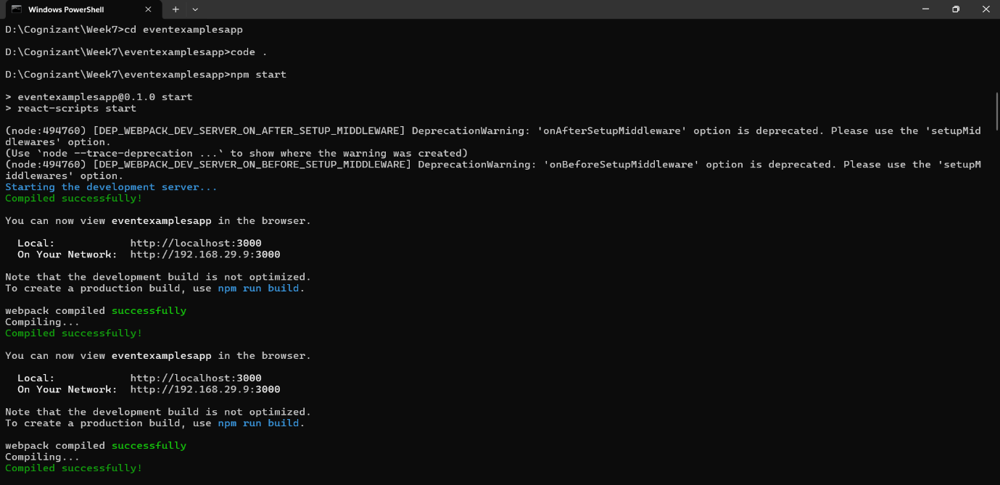 Windows PowerShell
D:\Cognizant\Week7>cd eventexamplesapp
D:\Cognizant\Week7\eventexamplesapp>code .
D:\Cognizant\Week7\eventexamplesapp>npm start
> eventexamplesapp@0.1.0 start
> react-scripts start
(node:494760) [DEP_WEBPACK_DEV_SERVER_ON_AFTER_SETUP_MIDDLEWARE] DeprecationWarning: 'onAfterSetupMiddleware' option is deprecated. Please use the 'setupMid
dlewares' option.
(Use `node --trace-deprecation ...` to show where the warning was created)
(node:494760) [DEP_WEBPACK_DEV_SERVER_ON_BEFORE_SETUP_MIDDLEWARE] DeprecationWarning: 'onBeforeSetupMiddleware' option is deprecated. Please use the 'setupM
iddlewares' option.
Starting the development server...
Compiled successfully!
You can now view eventexamplesapp in the browser.
Local: http://localhost:3000
On Your Network: http://192.168.29.9:3000
Note that the development build is not optimized.
To create a production build, use npm run build.
webpack compiled successfully
Compiling...
Compiled successfully!
You can now view eventexamplesapp in the browser.
Local: http://localhost:3000
On Your Network: http://192.168.29.9:3000
Note that the development build is not optimized.
To create a production build, use npm run build.
webpack compiled successfully
Compiling...
Compiled successfully!